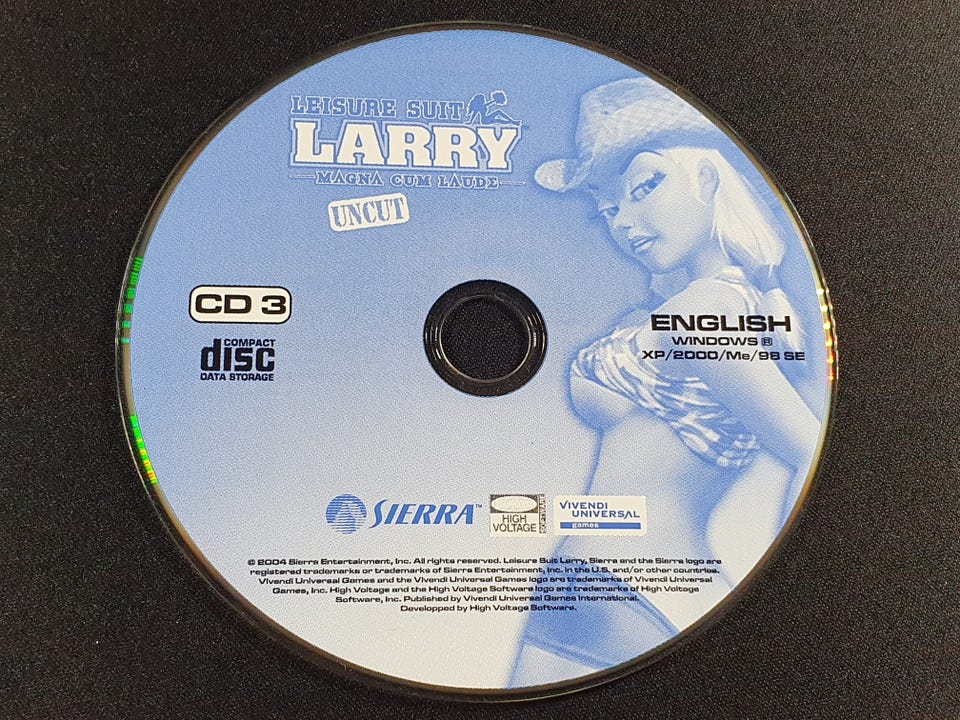 LEISURE SUIT
LARRY
MAGNA CUM LAUDE
UNCUT
CD 3
COMPACT
disc
DATA STORAGE
ENGLISH
WINDOWS ®
XP/2000/Me/98 SE
SIERRA™
HIGH
VOLTAGE
SOFTWARE
VIVENDI
UNIVERSAL
games
© 2004 Sierra Entertainment, Inc. All rights reserved. Leisure Suit Larry, Sierra and the Sierra logo are
registered trademarks or trademarks of Sierra Entertainment, Inc. in the U.S. and/or other countries.
Vivendi Universal Games and the Vivendi Universal Games logo are trademarks of Vivendi Universal
Games, Inc. High Voltage and the High Voltage Software logo are trademarks of High Voltage
Software, Inc. Published by Vivendi Universal Games International.
Developped by High Voltage Software.